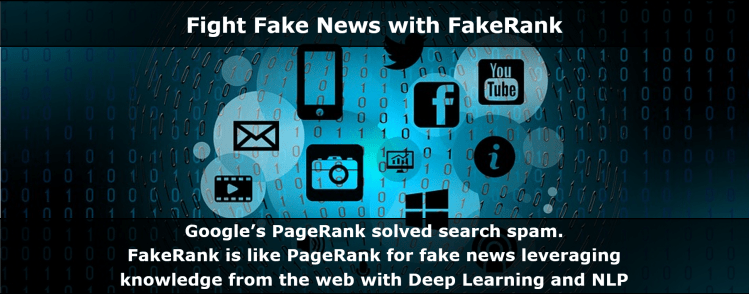 Fight Fake News with FakeRank
You
Tube
f
i
Google’s PageRank solved search spam.
FakeRank is like PageRank for fake news leveraging
knowledge from the web with Deep Learning and NLP